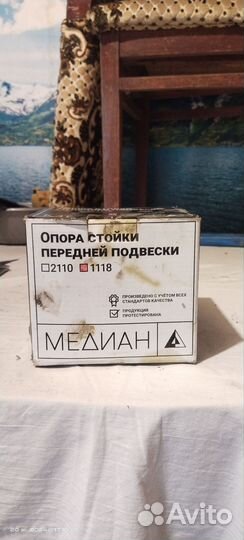 ОПОРА СТОЙКИ
ПЕРЕДНЕЙ ПОДВЕСКИ
2110 1118
ПРОИЗВЕДЕНО С УЧЁТОМ ВСЕХ
СТАНДАРТОВ КАЧЕСТВА
ПРОДУКЦИЯ
ПРОТЕСТИРОВАНА
МЕДИАН
Avito